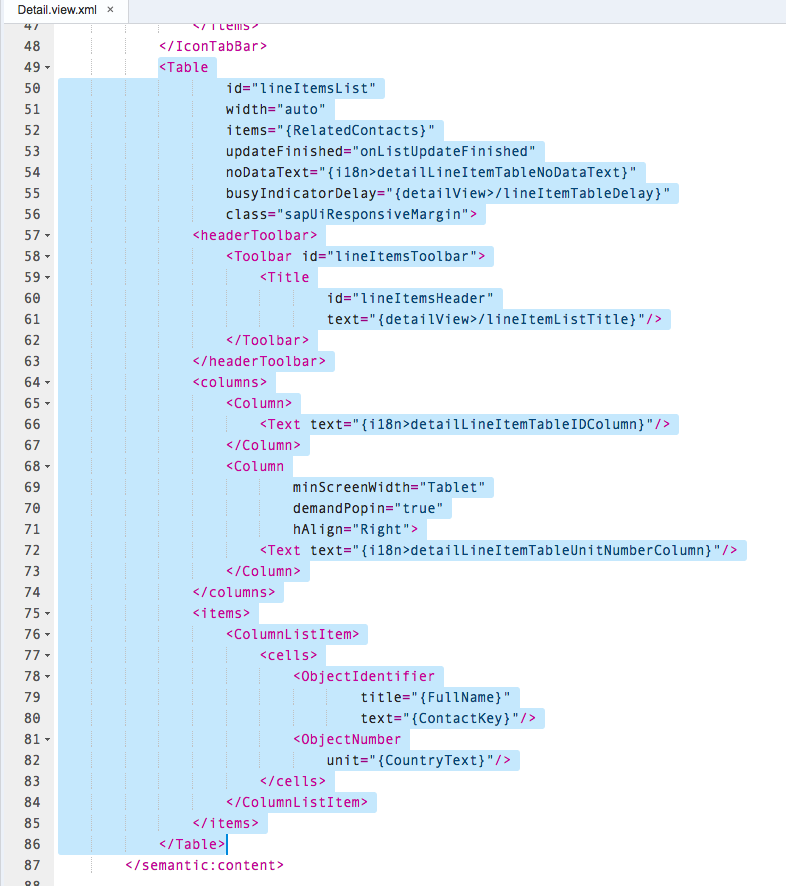 Detail.view.xml ×
47 </items>
48 </IconTabBar>
49 <Table
50 id="lineItemsList"
51 width="auto"
52 items="{RelatedContacts}"
53 updateFinished="onListUpdateFinished"
54 noDataText="{i18n>detailLineItemTableNoDataText}"
55 busyIndicatorDelay="{detailView>/lineItemTableDelay}"
56 class="sapUiResponsiveMargin">
57 <headerToolbar>
58 <Toolbar id="lineItemsToolbar">
59 <Title
60 id="lineItemsHeader"
61 text="{detailView>/lineItemListTitle}"/>
62 </Toolbar>
63 </headerToolbar>
64 <columns>
65 <Column>
66 <Text text="{i18n>detailLineItemTableIDColumn}"/>
67 </Column>
68 <Column
69 minScreenWidth="Tablet"
70 demandPopin="true"
71 hAlign="Right">
72 <Text text="{i18n>detailLineItemTableUnitNumberColumn}"/>
73 </Column>
74 </columns>
75 <items>
76 <ColumnListItem>
77 <cells>
78 <ObjectIdentifier
79 title="{FullName}"
80 text="{ContactKey}"/>
81 <ObjectNumber
82 unit="{CountryText}"/>
83 </cells>
84 </ColumnListItem>
85 </items>
86 </Table>
87 </semantic:content>
88